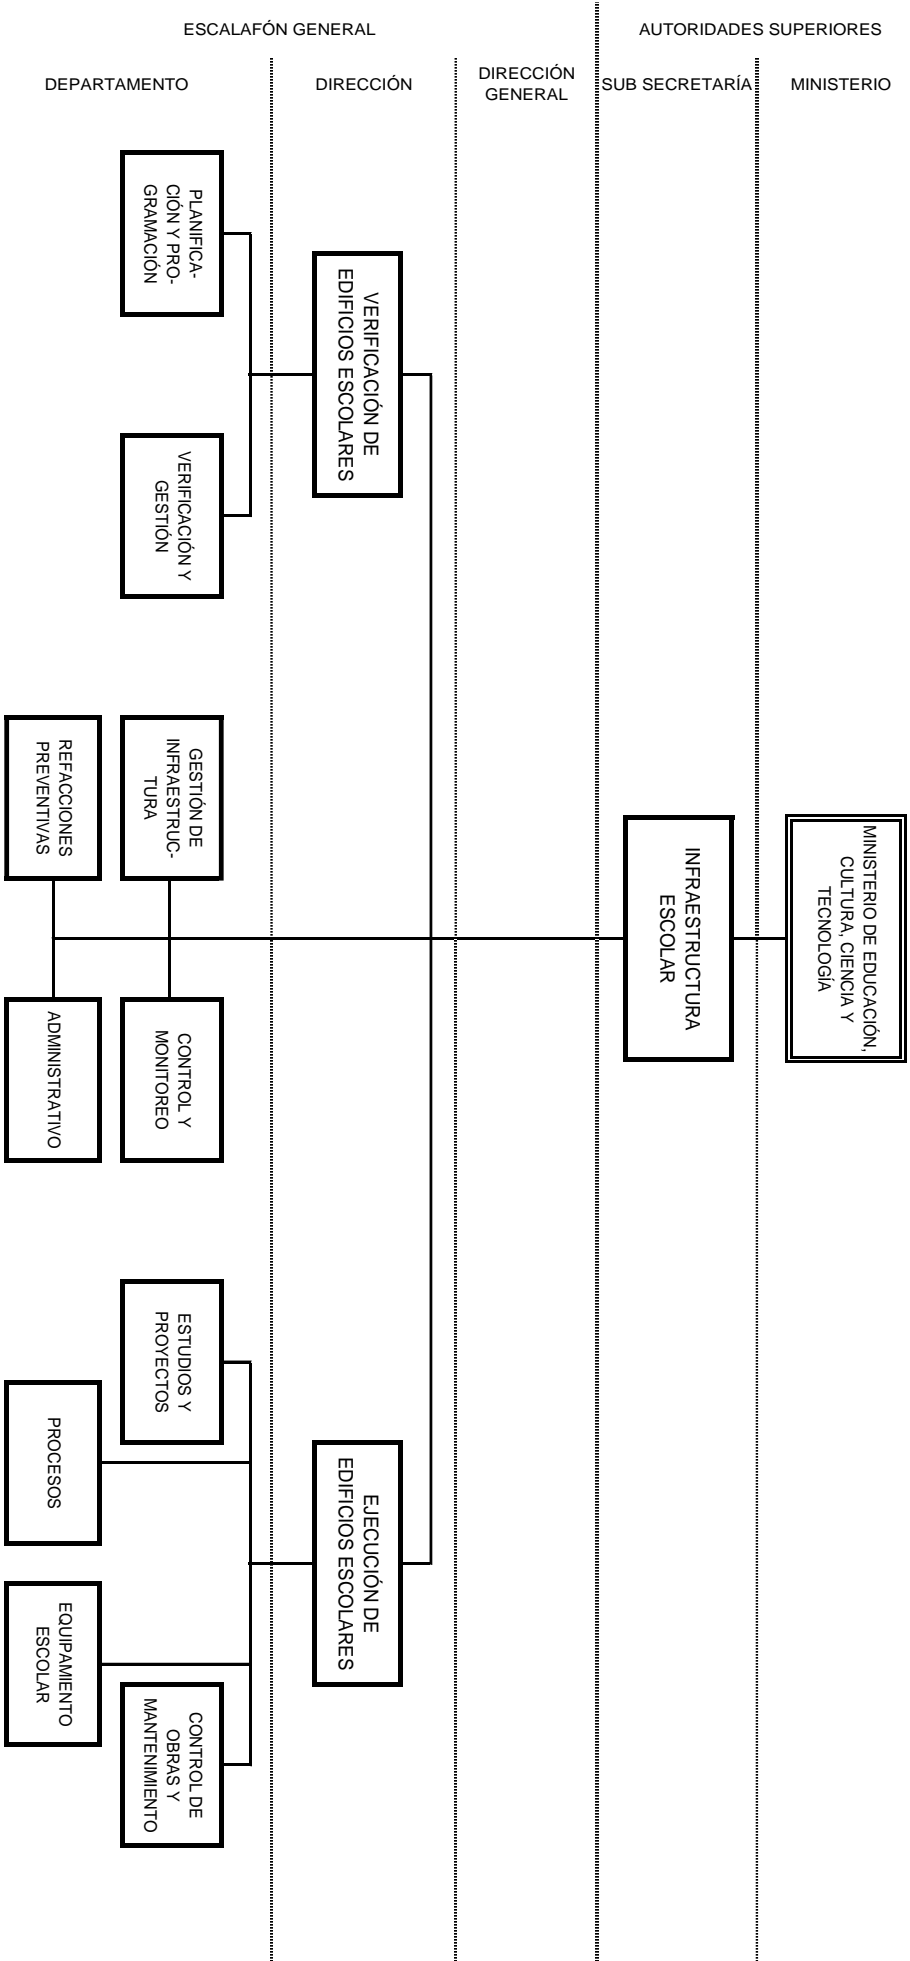 ESCALAFÓN GENERAL
AUTORIDADES SUPERIORES
DEPARTAMENTO
DIRECCIÓN
DIRECCIÓN
GENERAL
SUB SECRETARÍA
MINISTERIO
MINISTERIO DE EDUCACIÓN,
CULTURA, CIENCIA Y
TECNOLOGÍA
INFRAESTRUCTURA
ESCOLAR
VERIFICACIÓN DE
EDIFICIOS ESCOLARES
EJECUCIÓN DE
EDIFICIOS ESCOLARES
PLANIFICA-
CIÓN Y PRO-
GRAMACIÓN
VERIFICACIÓN Y
GESTIÓN
GESTIÓN DE
INFRAESTRUC-
TURA
CONTROL Y
MONITOREO
ESTUDIOS Y
PROYECTOS
CONTROL DE
OBRAS Y
MANTENIMIENTO
REFACCIONES
PREVENTIVAS
ADMINISTRATIVO
PROCESOS
EQUIPAMIENTO
ESCOLAR